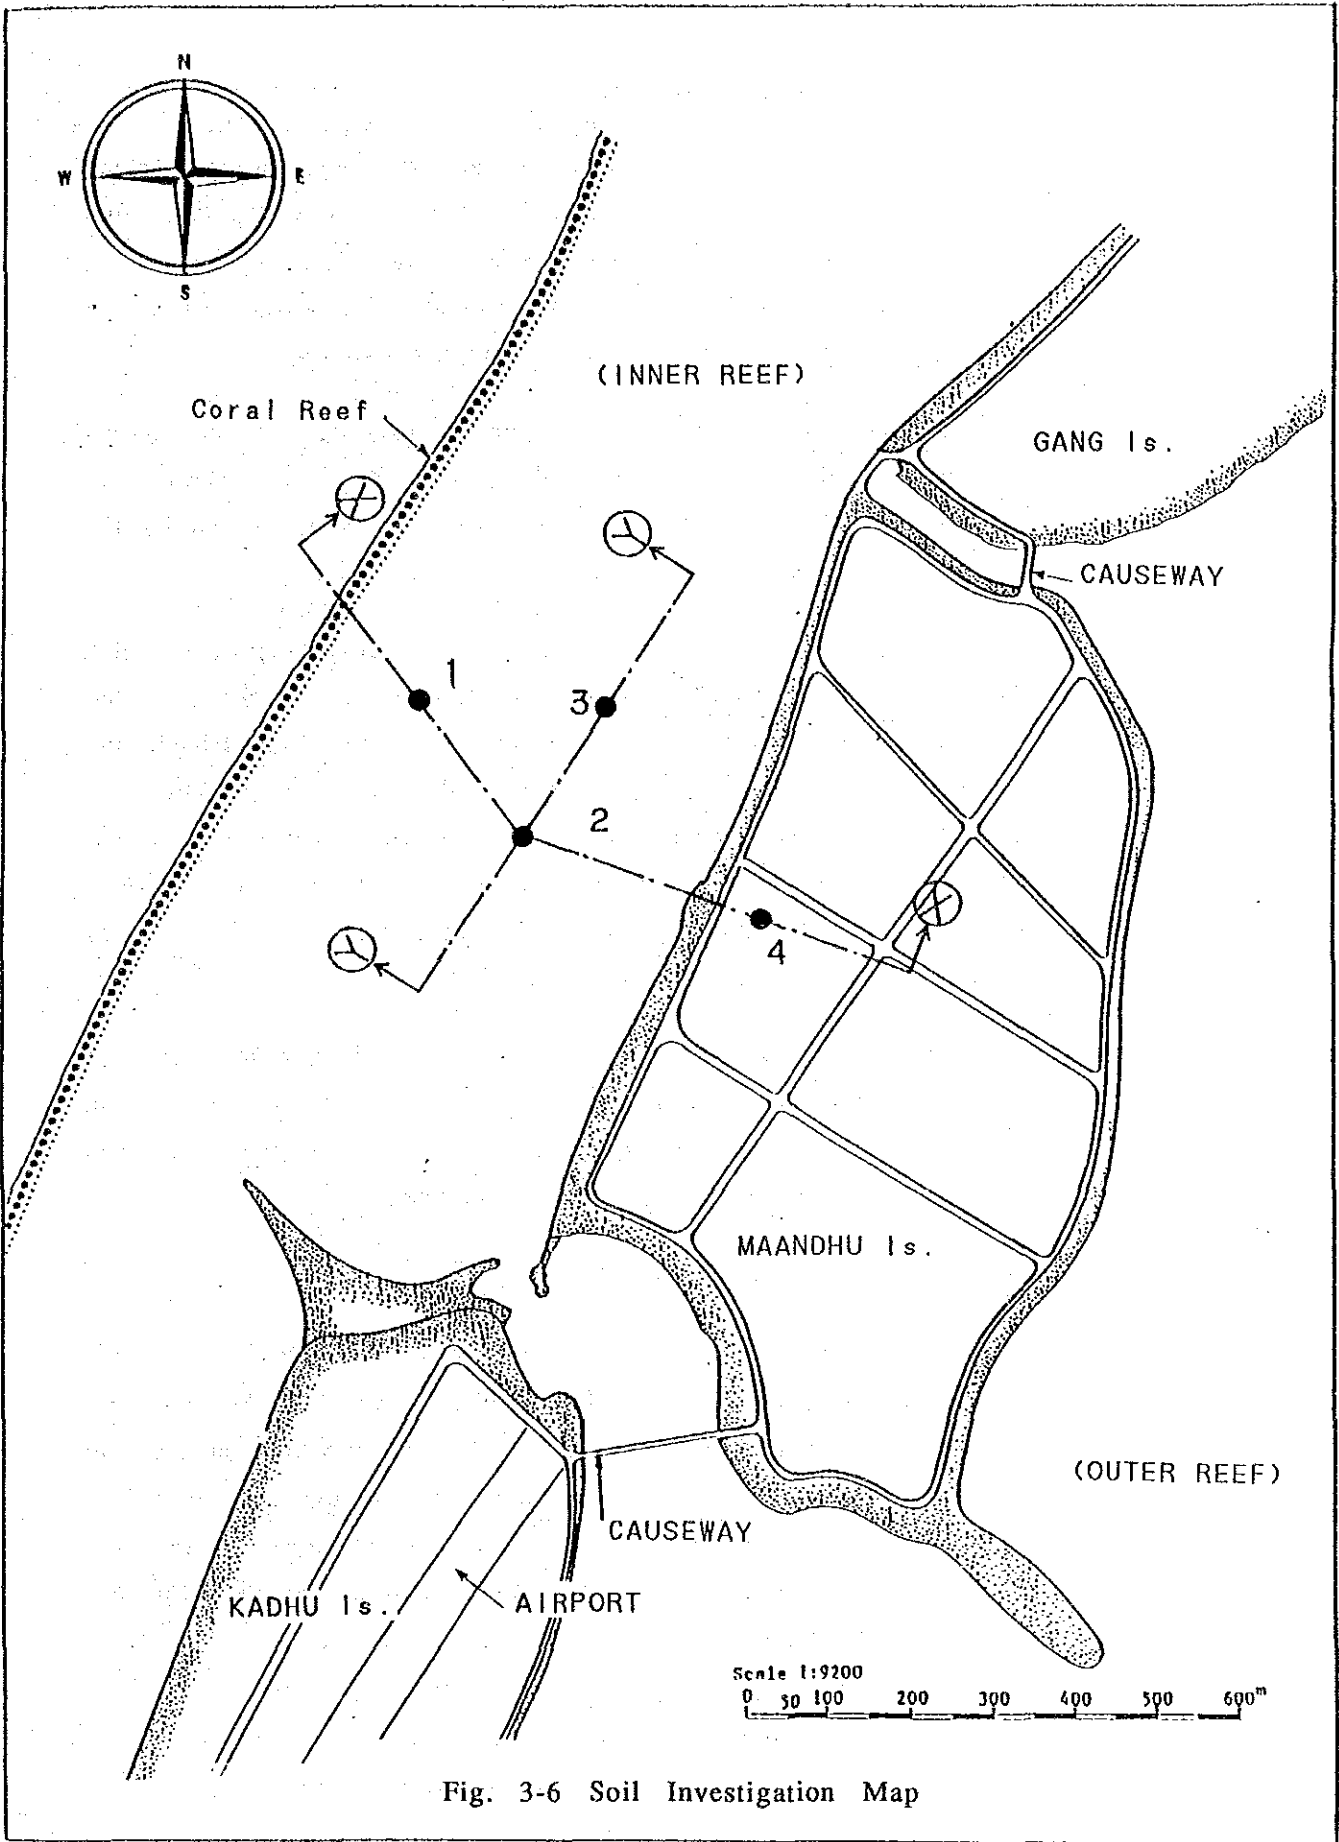 N
W E
S
(INNER REEF)
Coral Reef
GANG Is.
X
Y
CAUSEWAY
1
3
2
X
Y
4
MAANDHU Is.
(OUTER REEF)
CAUSEWAY
KADHU Is.
AIRPORT
Scale 1:9200
0 50 100 200 300 400 500 600m
Fig. 3-6 Soil Investigation Map